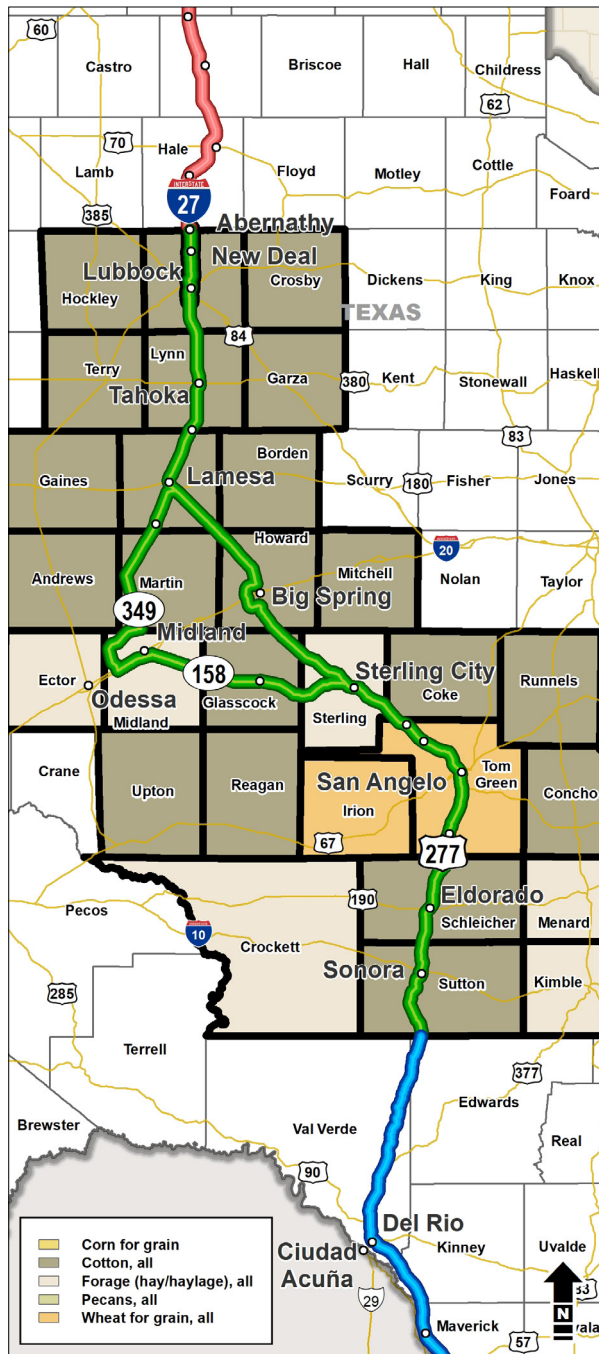 60
Castro
Briscoe
Hall
Childress
62
70
Hale
Lamb
Floyd
Motley
Cottle
Foard
385
INTERSTATE
27
Abernathy
New Deal
Lubbock
Hockley
Crosby
Dickens
King
Knox
TEXAS
84
Lynn
Terry
Garza
380
Kent
Stonewall
Haskell
Tahoka
83
Gaines
Borden
Lamesa
Scurry
180
Fisher
Jones
Howard
20
Andrews
Martin
Mitchell
Nolan
Taylor
Big Spring
349
Midland
158
Sterling City
Ector
Odessa
Midland
Glasscock
Sterling
Coke
Runnels
Crane
Upton
Reagan
San Angelo
Irion
Tom
Green
Concho
67
277
190
Eldorado
Schleicher
Menard
Pecos
10
Crockett
Sonora
Sutton
Kimble
285
Terrell
377
Edwards
Brewster
Val Verde
Real
90
Del Rio
Ciudad
Acuña
Kinney
Uvalde
29
83
N
vala
Maverick
57
Corn for grain
Cotton, all
Forage (hay/haylage), all
Pecans, all
Wheat for grain, all